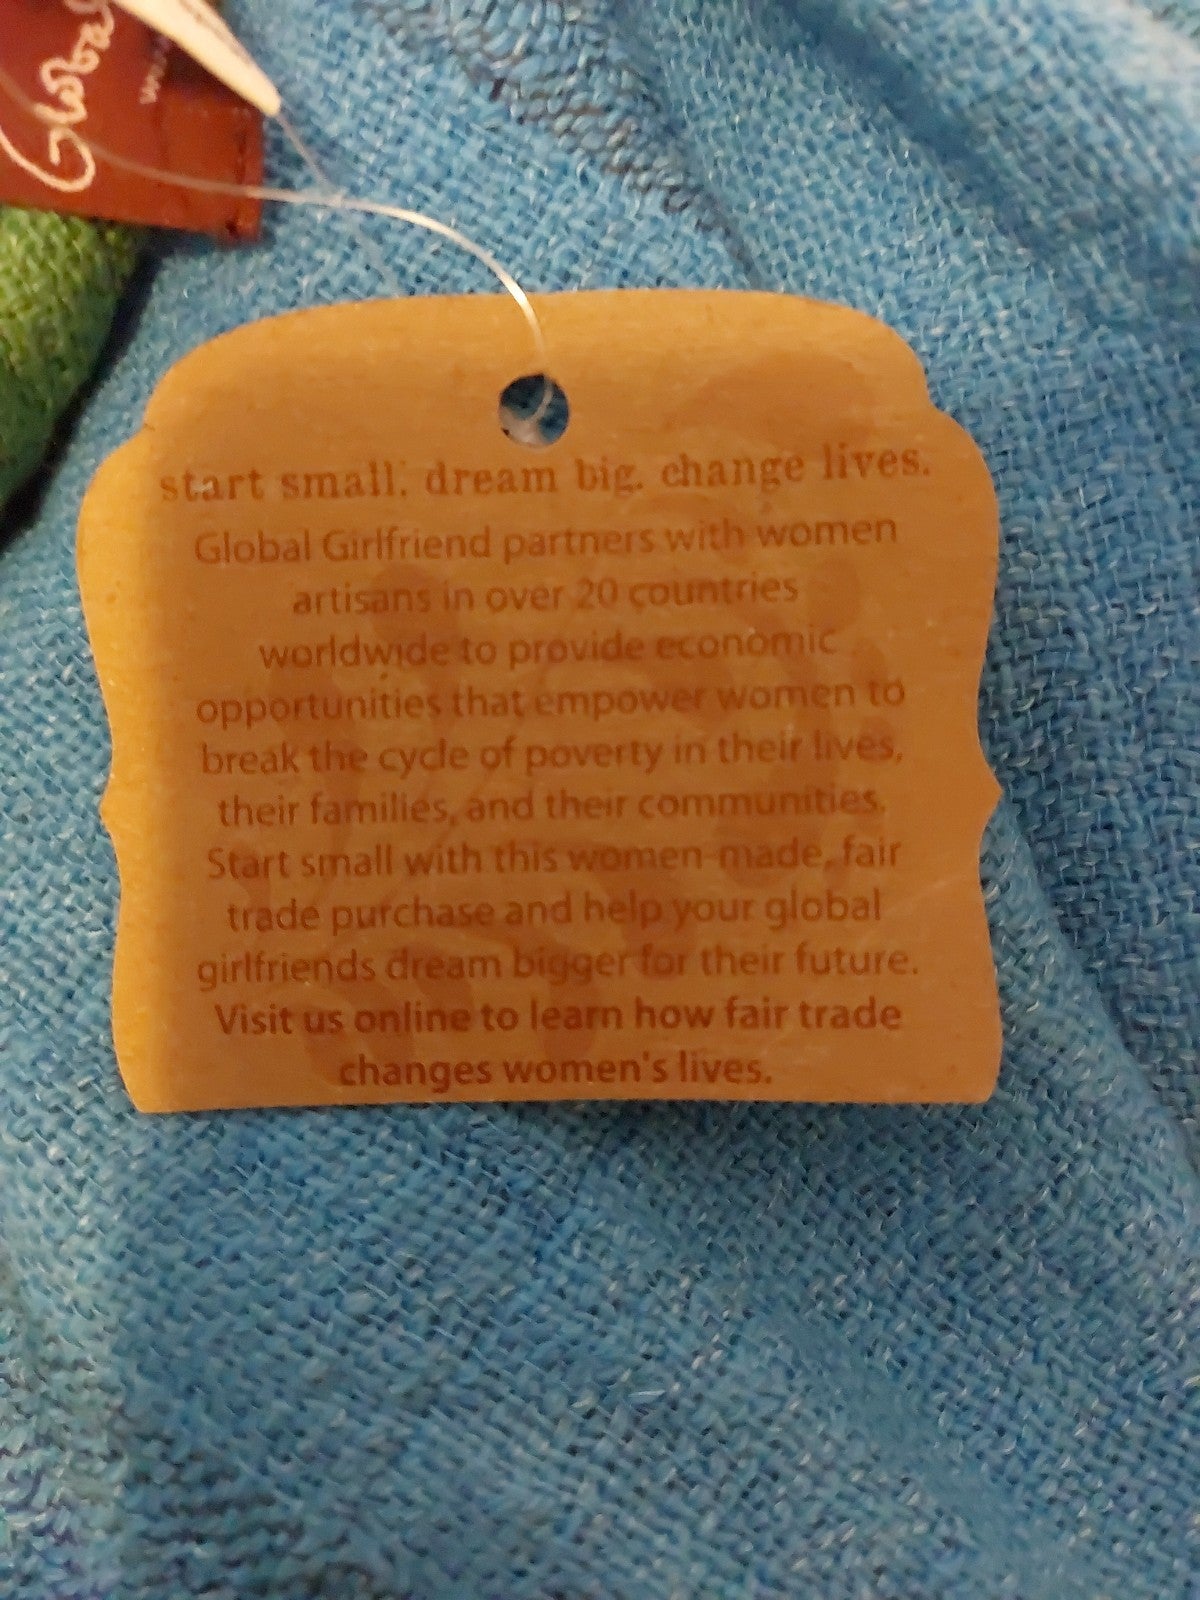 Global
start small. dream big. change lives.
Global Girlfriend partners with women
artisans in over 20 countries
worldwide to provide economic
opportunities that empower women to
break the cycle of poverty in their lives,
their families, and their communities.
Start small with this women-made, fair
trade purchase and help your global
girlfriends dream bigger for their future.
Visit us online to learn how fair trade
changes women's lives.